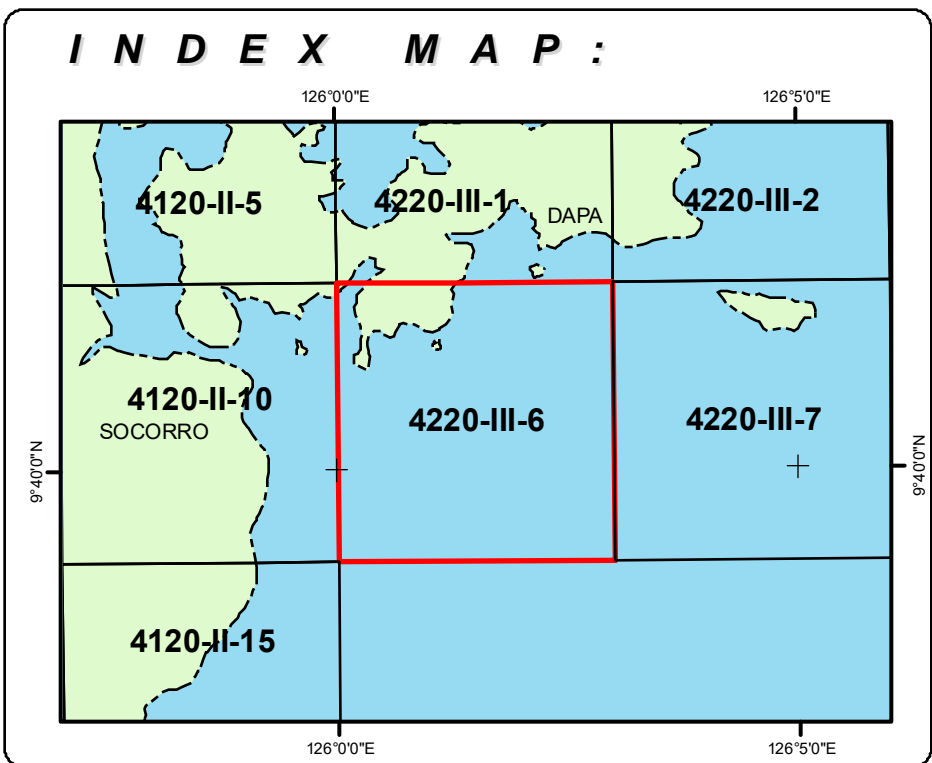 INDEX MAP:
126°0'0"E 126°5'0"E
4120-II-5 4220-III-1 4220-III-2
DAPA
4120-II-10 4220-III-6 4220-III-7
SOCORRO
9°40'0"N 9°40'0"N
4120-II-15
126°0'0"E 126°5'0"E